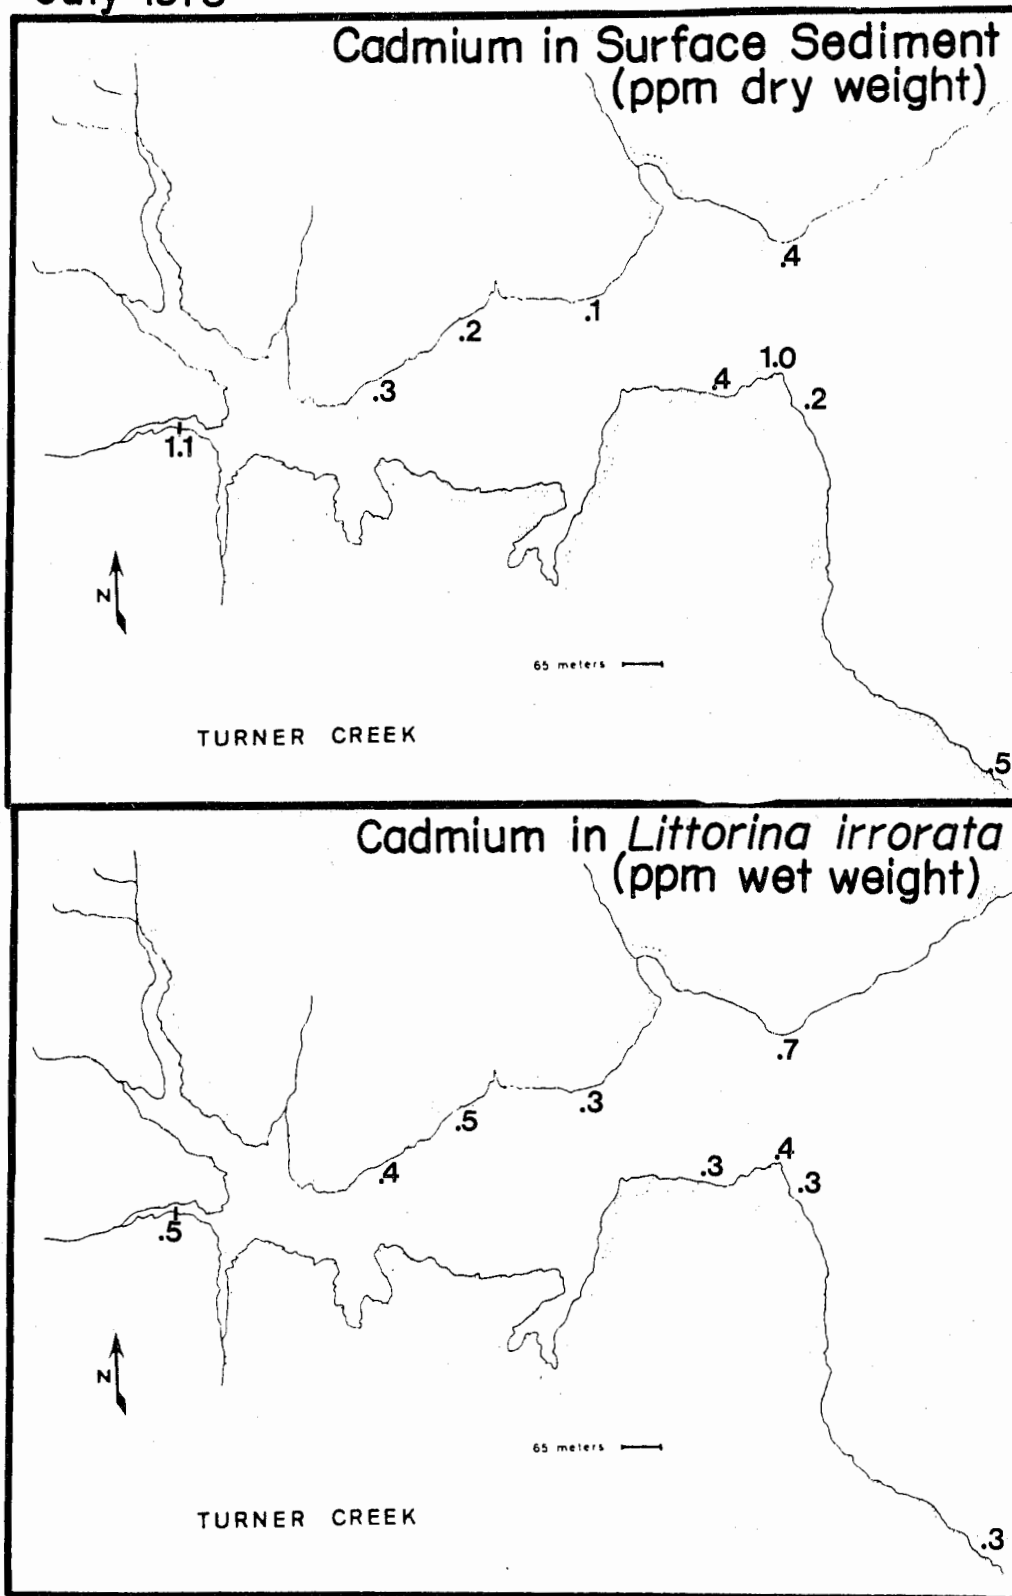 Cadmium in Surface Sediment
(ppm dry weight)
.4
.1
.2
1.0
.4
.3
.2
1.1
N
65 meters
TURNER CREEK
.5
Cadmium in Littorina irrorata
(ppm wet weight)
.7
.3
.5
.4
.3
.4
.3
.5
N
65 meters
TURNER CREEK
.3